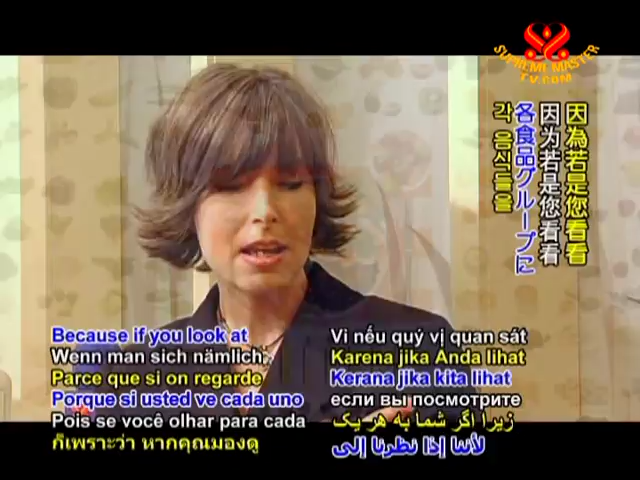 SUPREME MASTER
TV.COM
因為若是您看看
因为若是您看看
各食品グループに
각 음식들을
Because if you look at
Wenn man sich nämlich
Parce que si on regarde
Porque si usted ve cada uno
Pois se você olhar para cada
ก็เพราะว่า หากคุณมองดู
Vì nếu quý vị quan sát
Karena jika Anda lihat
Kerana jika kita lihat
если вы посмотрите
زیرا اگر شما به هر یک
لأننا إذا نظرنا إلى